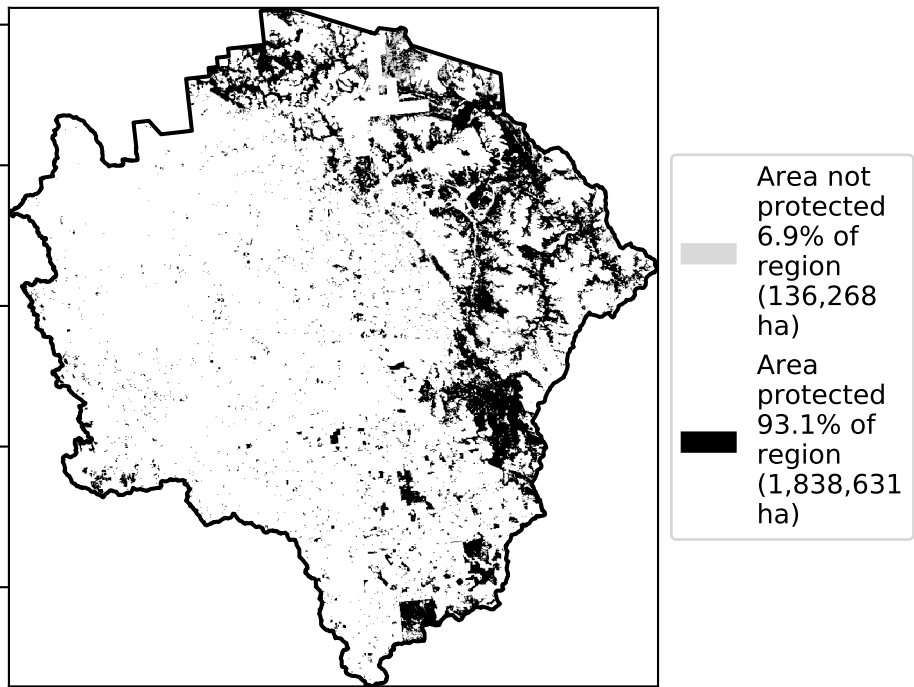 Area not
protected
6.9% of
region
(136,268
ha)
Area
protected
93.1% of
region
(1,838,631
ha)